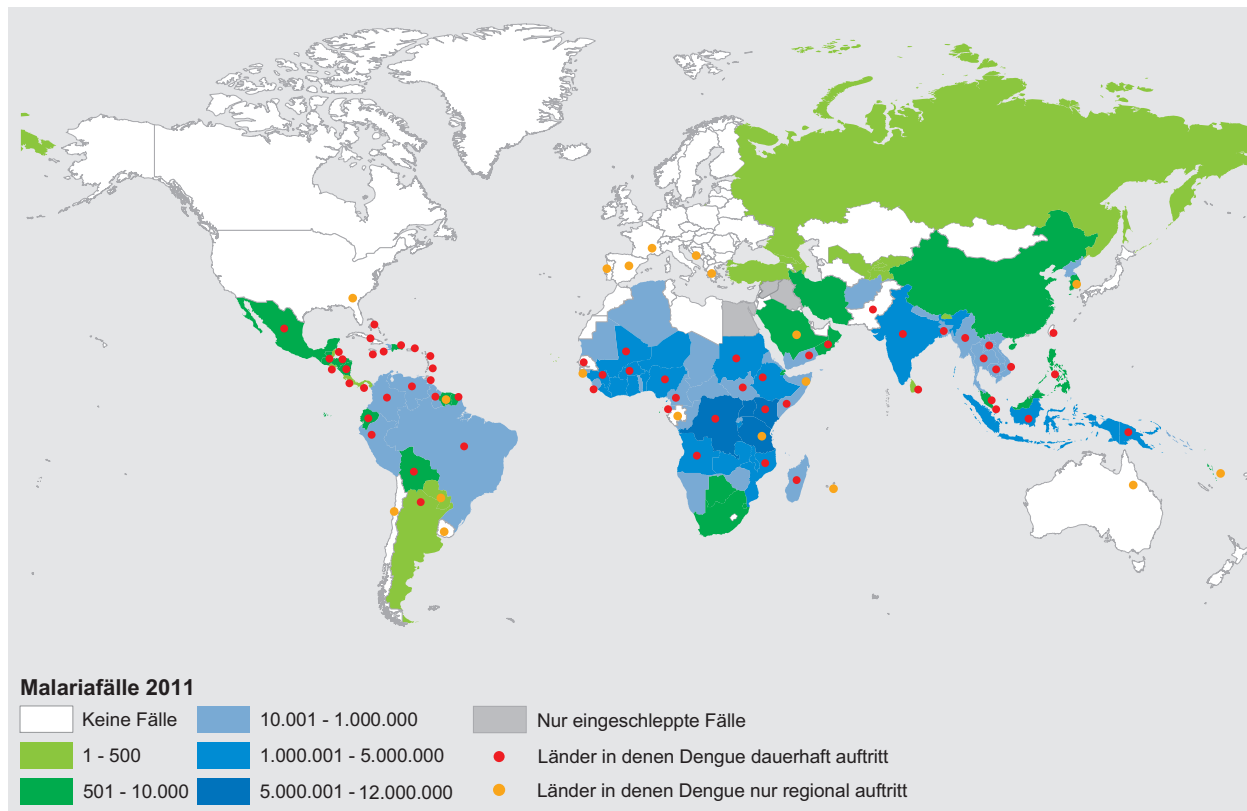 Malariafälle 2011
Keine Fälle
1 - 500
501 - 10.000
10.001 - 1.000.000
1.000.001 - 5.000.000
5.000.001 - 12.000.000
Nur eingeschleppte Fälle
Länder in denen Dengue dauerhaft auftritt
Länder in denen Dengue nur regional auftritt